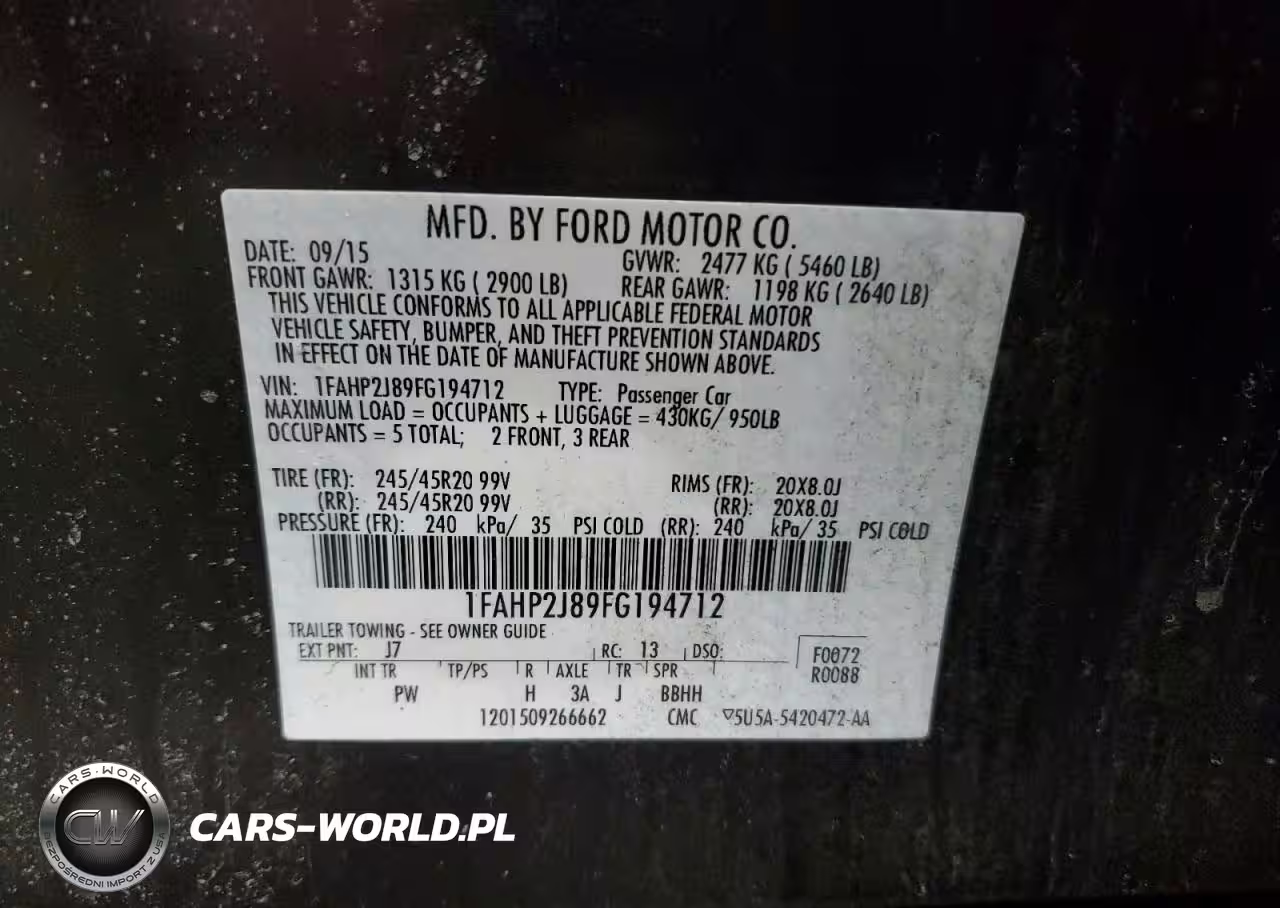 MFD. BY FORD MOTOR CO.
DATE: 09/15 GVWR: 2477 KG ( 5460 LB)
FRONT GAWR: 1315 KG ( 2900 LB) REAR GAWR: 1198 KG ( 2640 LB)
THIS VEHICLE CONFORMS TO ALL APPLICABLE FEDERAL MOTOR
VEHICLE SAFETY, BUMPER, AND THEFT PREVENTION STANDARDS
IN EFFECT ON THE DATE OF MANUFACTURE SHOWN ABOVE.
VIN: 1FAHP2J89FG194712 TYPE: Passenger Car
MAXIMUM LOAD = OCCUPANTS + LUGGAGE = 430KG/ 950LB
OCCUPANTS = 5 TOTAL; 2 FRONT, 3 REAR
TIRE (FR): 245/45R20 99V RIMS (FR): 20X8.0J
(RR): 245/45R20 99V (RR): 20X8.0J
PRESSURE (FR): 240 kPa/ 35 PSI COLD (RR): 240 kPa/ 35 PSI COLD
1FAHP2J89FG194712
TRAILER TOWING - SEE OWNER GUIDE
EXT PNT: J7 RC: 13 DSO: F0072
INT TR TP/PS R AXLE TR SPR R0088
PW H 3A J BBHH
1201509266662 CMC ▽5U5A-5420472-AA
CARS-WORLD
CW
BEZPOŚREDNI IMPORT Z USA
CARS-WORLD.PL